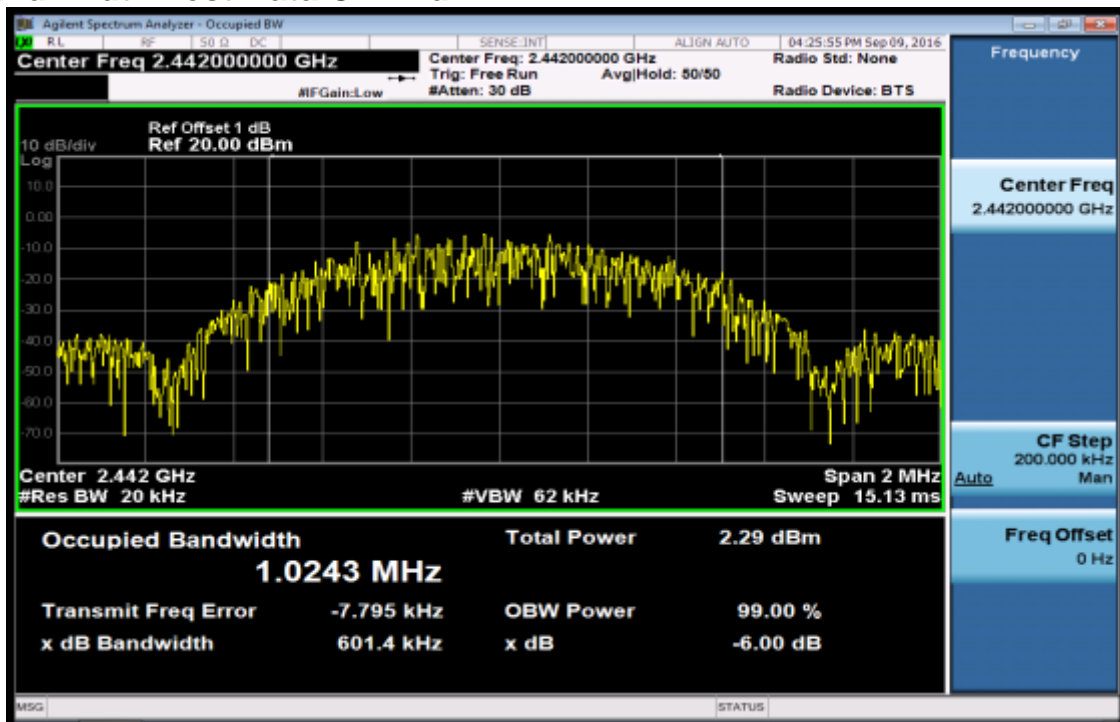 Agilent Spectrum Analyzer - Occupied BW
RL RF 50 Ω DC SENSE:INT ALIGN AUTO 04:25:55 PM Sep 09, 2016
Center Freq 2.442000000 GHz
Center Freq: 2.442000000 GHz
Radio Std: None
Trig: Free Run Avg|Hold: 50/50
#IFGain:Low
#Atten: 30 dB
Radio Device: BTS
Ref Offset 1 dB
10 dB/div Ref 20.00 dBm
Log
10.0
0.00
-10.0
-20.0
-30.0
-40.0
-50.0
-60.0
-70.0
Center 2.442 GHz Span 2 MHz
#Res BW 20 kHz #VBW 62 kHz Sweep 15.13 ms
Occupied Bandwidth Total Power 2.29 dBm
1.0243 MHz
Transmit Freq Error -7.795 kHz OBW Power 99.00 %
x dB Bandwidth 601.4 kHz x dB -6.00 dB
MSG STATUS
Frequency
Center Freq
2.442000000 GHz
CF Step
200.000 kHz
Auto Man
Freq Offset
0 Hz